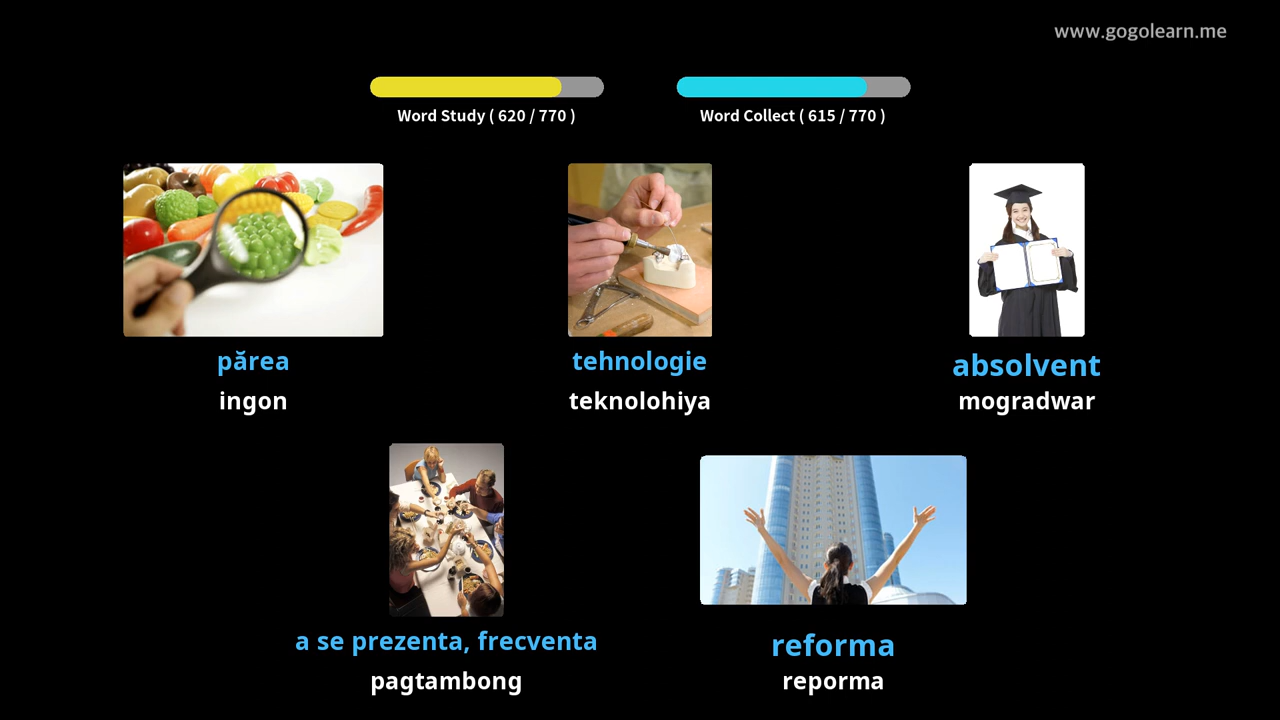 www.gogolearn.me
Word Study ( 620 / 770 )
Word Collect ( 615 / 770 )
părea
ingon
tehnologie
teknolohiya
absolvent
mogradwar
a se prezenta, frecventa
pagtambong
reforma
reporma